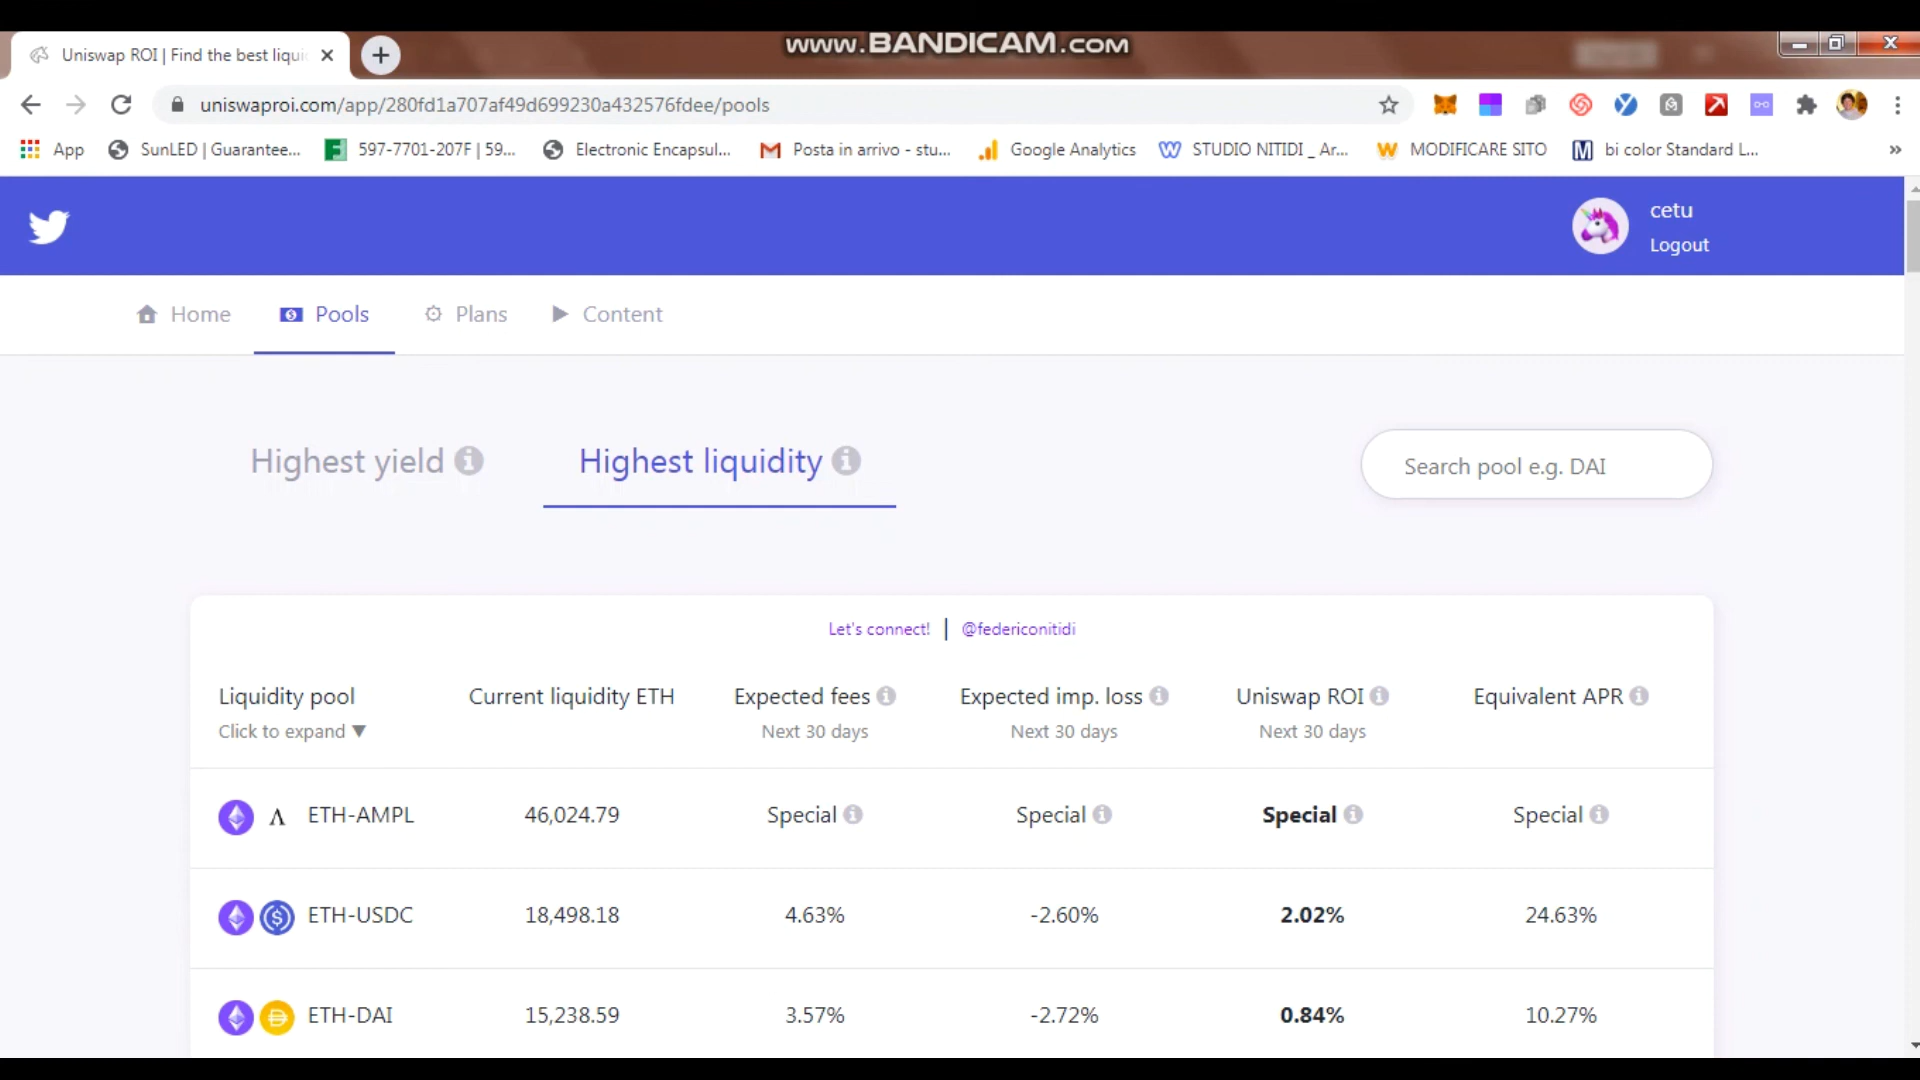 www.BANDICAM.com
Uniswap ROI | Find the best liqui
uniswaproi.com/app/280fd1a707af49d699230a432576fdee/pools
App
SunLED | Guarantee...
597-7701-207F | 59...
Electronic Encapsul...
Posta in arrivo - stu...
Google Analytics
STUDIO NITIDI _ Ar...
MODIFICARE SITO
bi color Standard L...
»
cetu
Logout
Home
Pools
Plans
Content
Highest yield
Highest liquidity
Search pool e.g. DAI
Let's connect! | @federiconitidi
Liquidity pool Current liquidity ETH Expected fees Expected imp. loss Uniswap ROI Equivalent APR
Click to expand ▼ Next 30 days Next 30 days Next 30 days
ETH-AMPL 46,024.79 Special Special Special Special
ETH-USDC 18,498.18 4.63% -2.60% 2.02% 24.63%
ETH-DAI 15,238.59 3.57% -2.72% 0.84% 10.27%